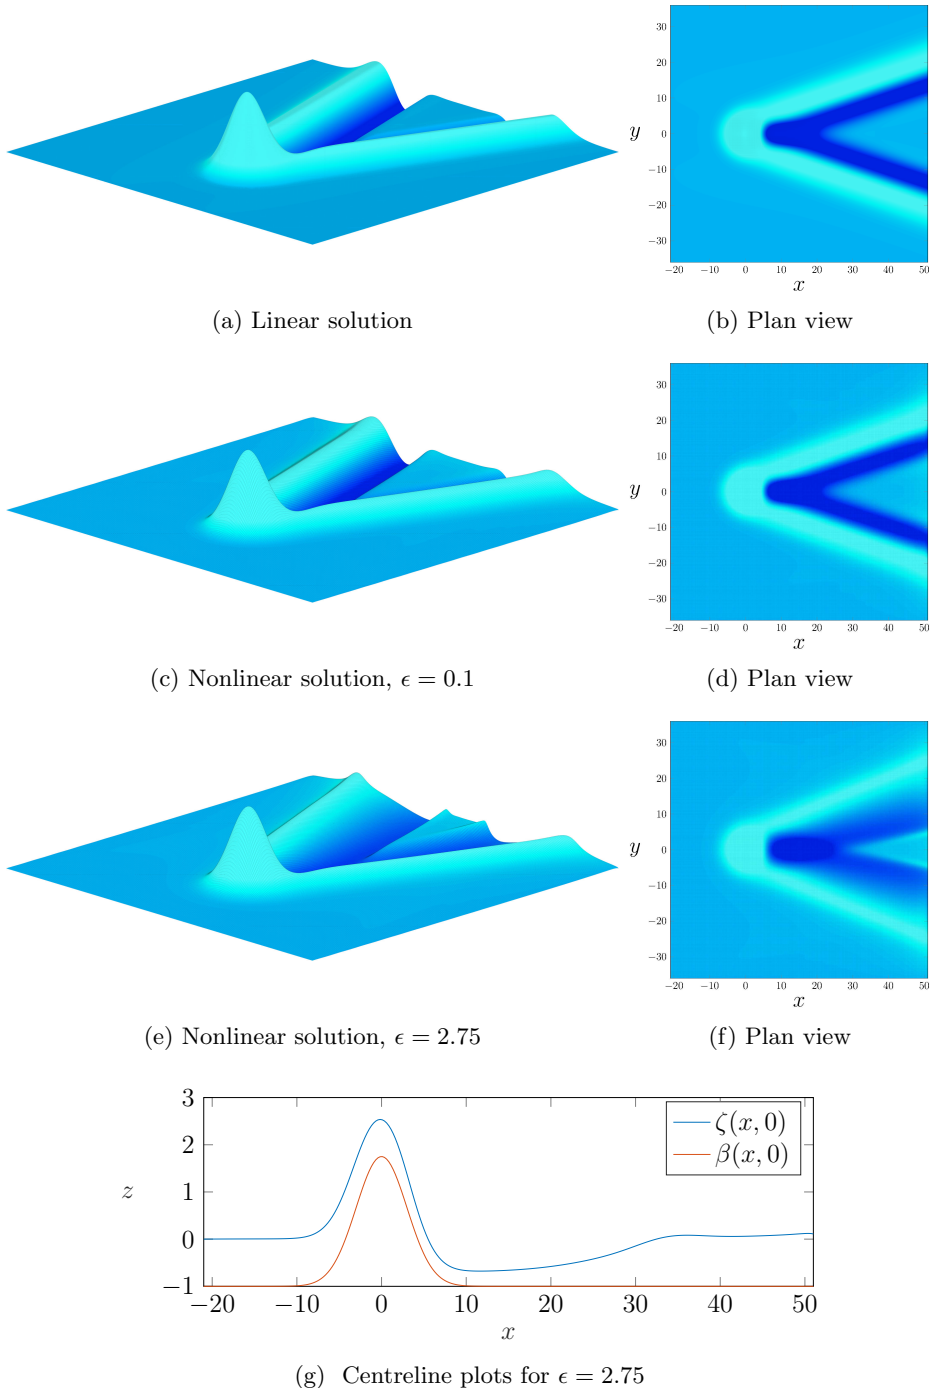 30
20
10
y 0
−10
−20
−30
−20 −10 0 10 20 30 40 50
x
(a) Linear solution
(b) Plan view
30
20
10
y 0
−10
−20
−30
−20 −10 0 10 20 30 40 50
x
(c) Nonlinear solution, ϵ = 0.1
(d) Plan view
30
20
10
y 0
−10
−20
−30
−20 −10 0 10 20 30 40 50
x
(e) Nonlinear solution, ϵ = 2.75
(f) Plan view
3
2
1
z
0
−1
ζ(x, 0)
β(x, 0)
−20 −10 0 10 20 30 40 50
x
(g) Centreline plots for ϵ = 2.75